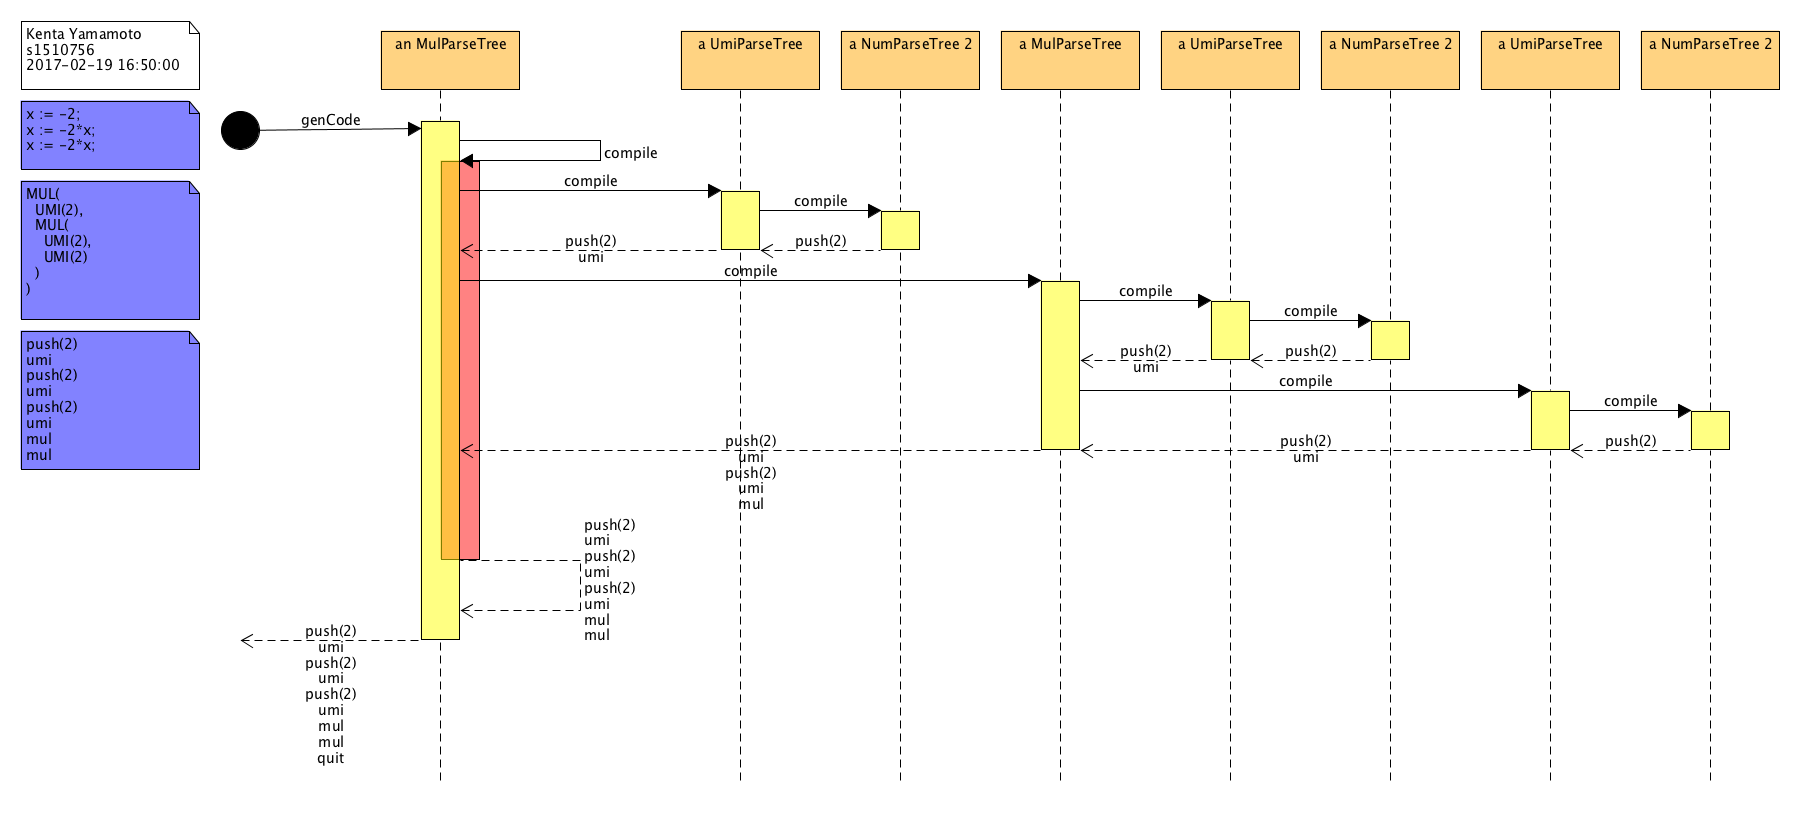 Kenta Yamamoto
s1510756
2017-02-19 16:50:00
x := -2;
x := -2*x;
x := -2*x;
MUL(
  UMI(2),
  MUL(
    UMI(2),
    UMI(2)
  )
)
push(2)
umi
push(2)
umi
push(2)
umi
mul
mul
an MulParseTree
a UmiParseTree
a NumParseTree 2
a MulParseTree
a UmiParseTree
a NumParseTree 2
a UmiParseTree
a NumParseTree 2
genCode
compile
compile
compile
push(2)
umi
push(2)
compile
compile
compile
push(2)
umi
push(2)
compile
compile
push(2)
umi
push(2)
umi
mul
push(2)
umi
push(2)
push(2)
umi
push(2)
umi
push(2)
umi
mul
mul
push(2)
umi
push(2)
umi
push(2)
umi
mul
mul
quit